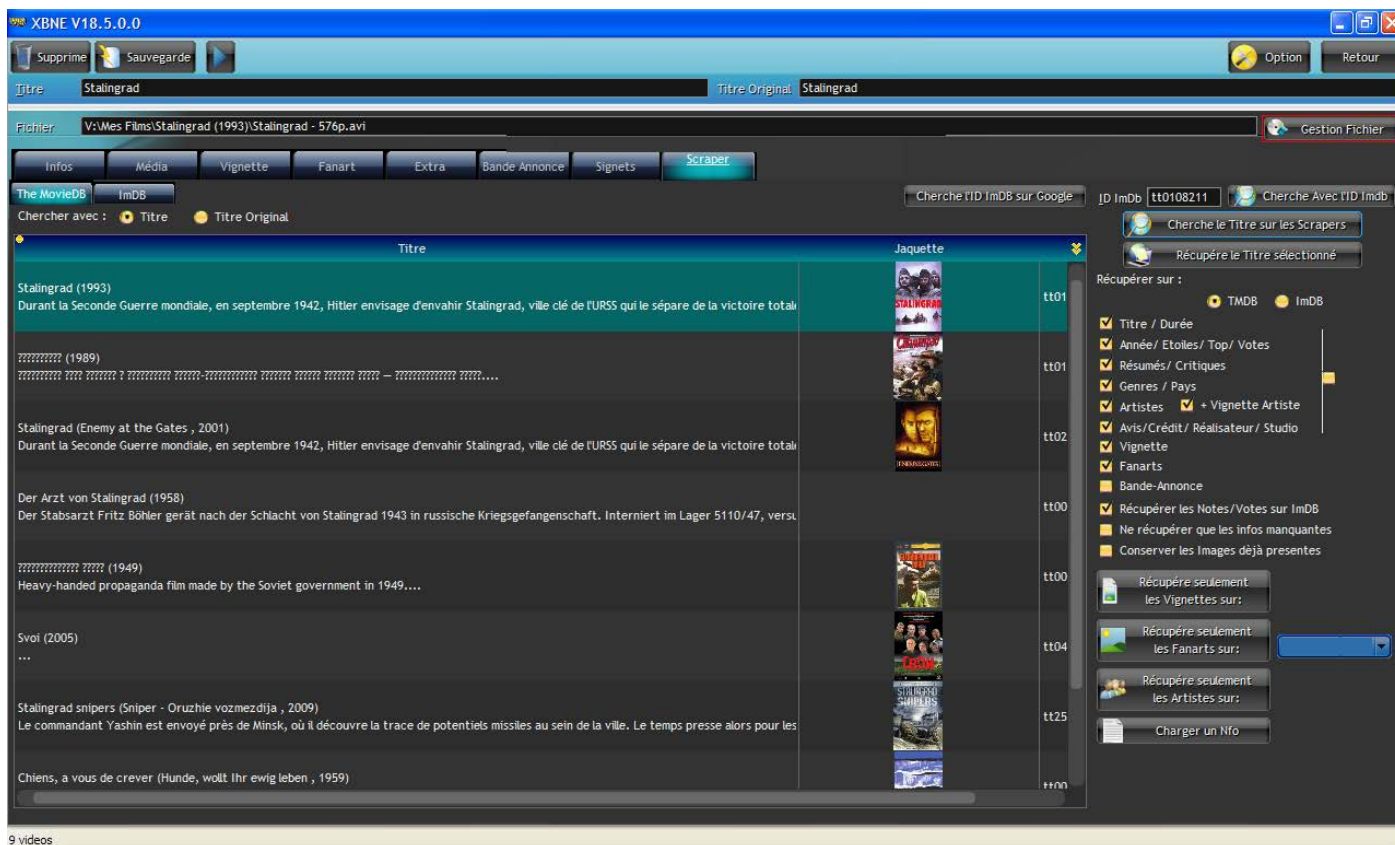 XBNE V18.5.0.0
Supprime Sauvegarde Option Retour
Titre Stalingrad Titre Original Stalingrad
Fichier V:\Mes Films\Stalingrad (1993)\Stalingrad - 576p.avi Gestion Fichier
Infos Média Vignette Fanart Extra Bande Annonce Signets Scraper
The MovieDB ImDB Cherche l'ID ImDB sur Google ID ImDb tt0108211 Cherche Avec l'ID Imdb
Chercher avec : Titre Titre Original
Cherche le Titre sur les Scrapers
Titre Jaquette
Récupére le Titre sélectionné
Récupérer sur :
TMDB ImDB
Stalingrad (1993)
Durant la Seconde Guerre mondiale, en septembre 1942, Hitler envisage d'envahir Stalingrad, ville clé de l'URSS qui le sépare de la victoire totale
STALINGRAD
tt01
?????????? (1989)
?????????? ???? ??????? ? ?????????? ??????-???????????? ??????? ?????? ??????? ????? — ?????????????? ?????....
tt01
Stalingrad (Enemy at the Gates , 2001)
Durant la Seconde Guerre mondiale, en septembre 1942, Hitler envisage d'envahir Stalingrad, ville clé de l'URSS qui le sépare de la victoire totale
tt02
Der Arzt von Stalingrad (1958)
Der Stabsarzt Fritz Böhler gerät nach der Schlacht von Stalingrad 1943 in russische Kriegsgefangenschaft. Interniert im Lager 5110/47, versu
tt00
?????????????? ????? (1949)
Heavy-handed propaganda film made by the Soviet government in 1949....
tt00
Svoi (2005)
...
tt04
Stalingrad snipers (Sniper - Oruzhie vozmezdija , 2009)
Le commandant Yashin est envoyé près de Minsk, où il découvre la trace de potentiels missiles au sein de la ville. Le temps presse alors pour les
STALINGRAD SNIPERS
tt25
Chiens, a vous de crever (Hunde, wollt Ihr ewig leben , 1959)
tt00
Titre / Durée
Année/ Etoiles/ Top/ Votes
Résumés/ Critiques
Genres / Pays
Artistes + Vignette Artiste
Avis/Crédit/ Réalisateur/ Studio
Vignette
Fanarts
Bande-Annonce
Récupérer les Notes/Votes sur ImDB
Ne récupérer que les infos manquantes
Conserver les Images dèjà presentes
Récupére seulement
les Vignettes sur:
Récupére seulement
les Fanarts sur:
Récupére seulement
les Artistes sur:
Charger un Nfo
9 videos